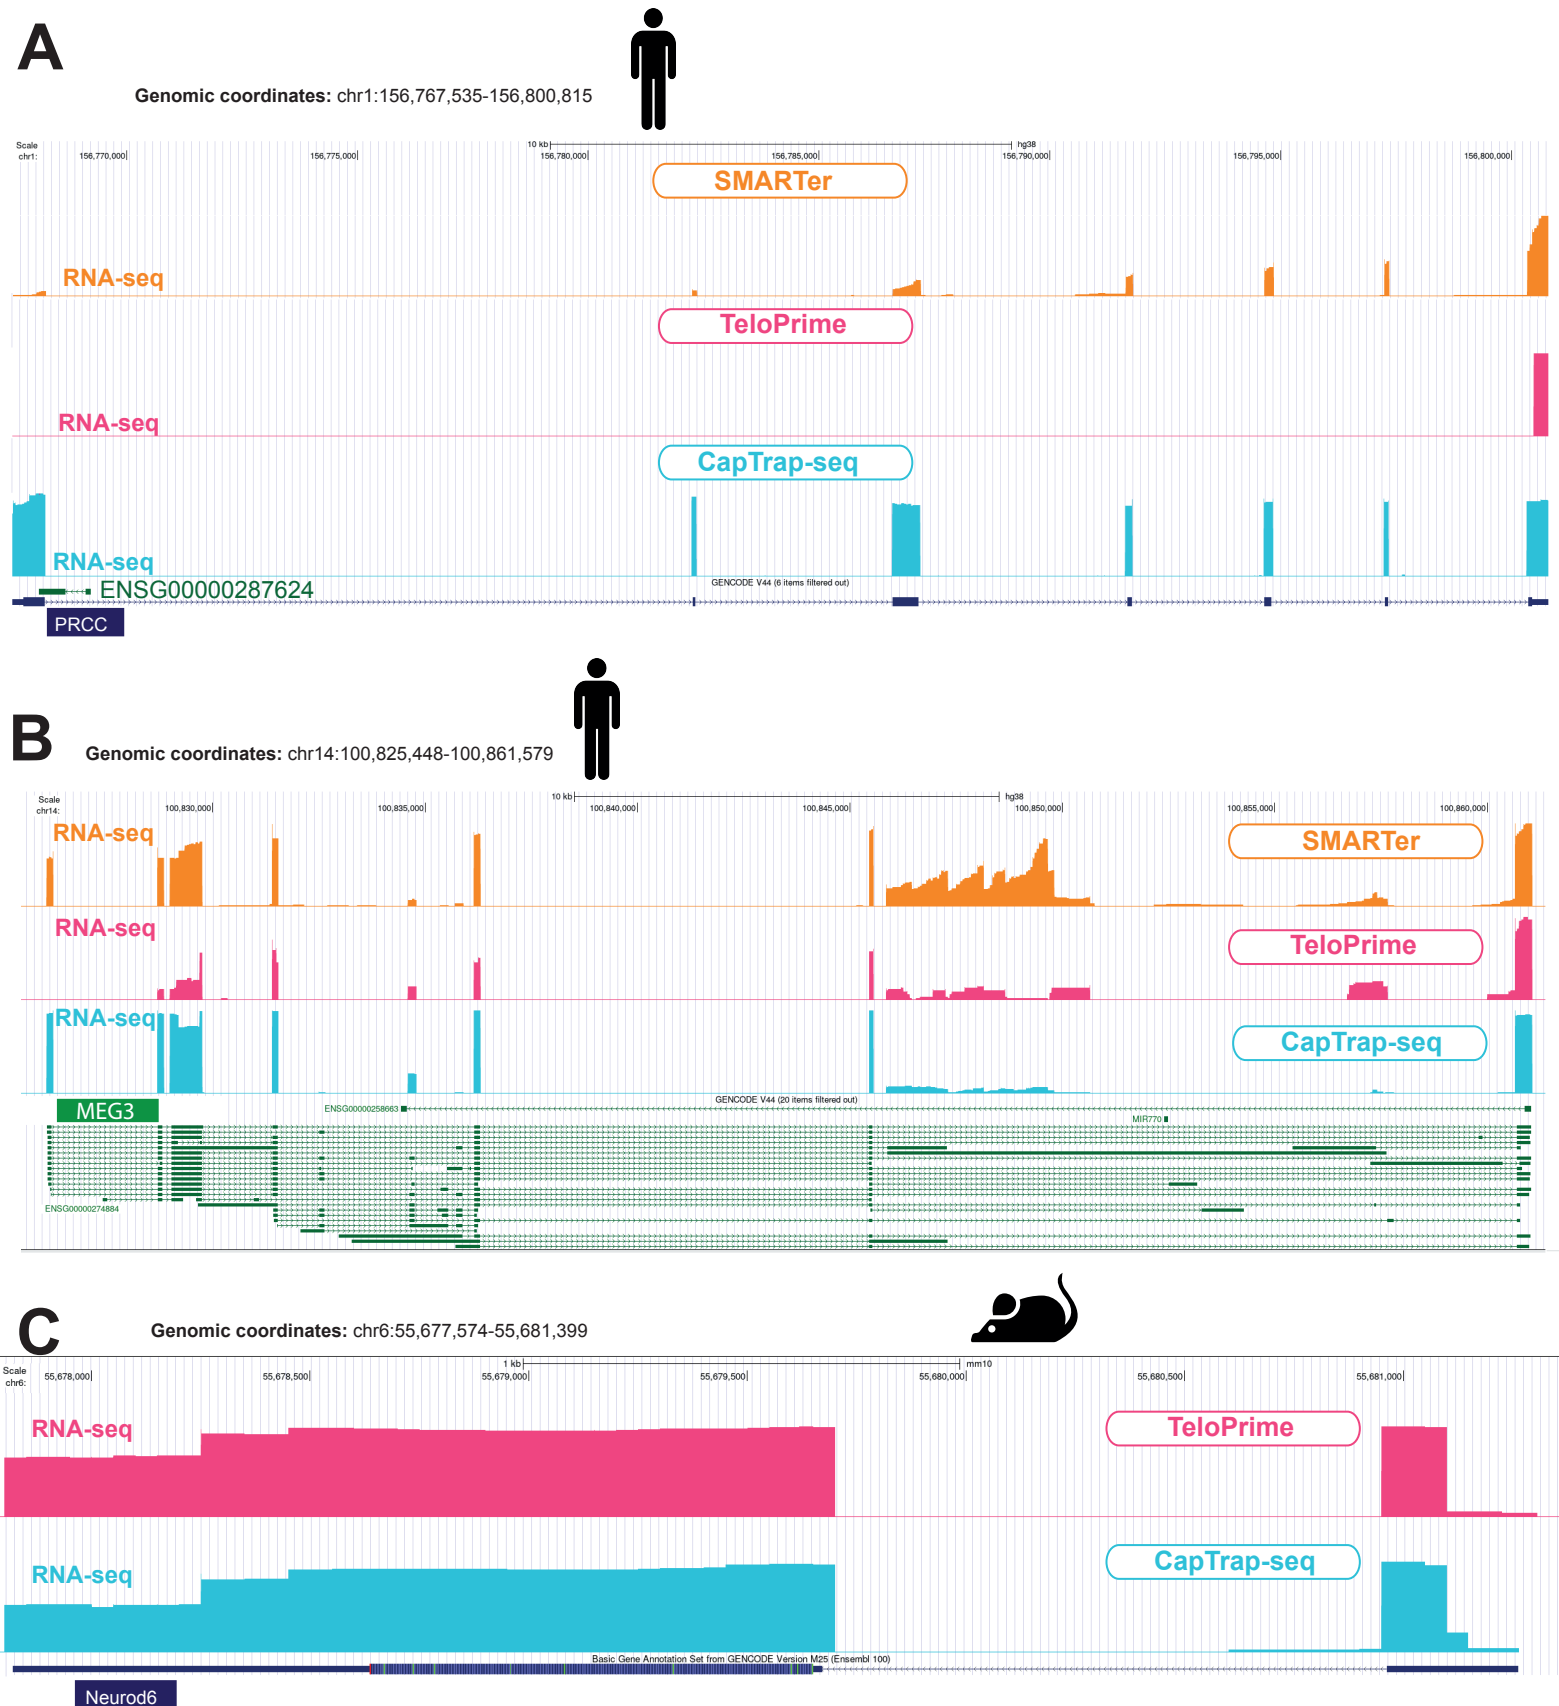 A
Genomic coordinates: chr1:156,767,535-156,800,815
Scale 10 kb hg38
chr1: 156,770,000 156,775,000 156,780,000 156,785,000 156,790,000 156,795,000 156,800,000
SMARTer
RNA-seq
TeloPrime
RNA-seq
CapTrap-seq
RNA-seq
GENCODE V44 (6 items filtered out)
ENSG00000287624
PRCC
B
Genomic coordinates: chr14:100,825,448-100,861,579
Scale 10 kb hg38
chr14: 100,830,000 100,835,000 100,840,000 100,845,000 100,850,000 100,855,000 100,860,000
RNA-seq SMARTer
RNA-seq TeloPrime
RNA-seq CapTrap-seq
GENCODE V44 (20 items filtered out)
MEG3 ENSG00000258663
MIR770
ENSG00000274884
C
Genomic coordinates: chr6:55,677,574-55,681,399
Scale 1 kb mm10
chr6: 55,678,000 55,678,500 55,679,000 55,679,500 55,680,000 55,680,500 55,681,000
RNA-seq TeloPrime
RNA-seq CapTrap-seq
Basic Gene Annotation Set from GENCODE Version M25 (Ensembl 100)
Neurod6